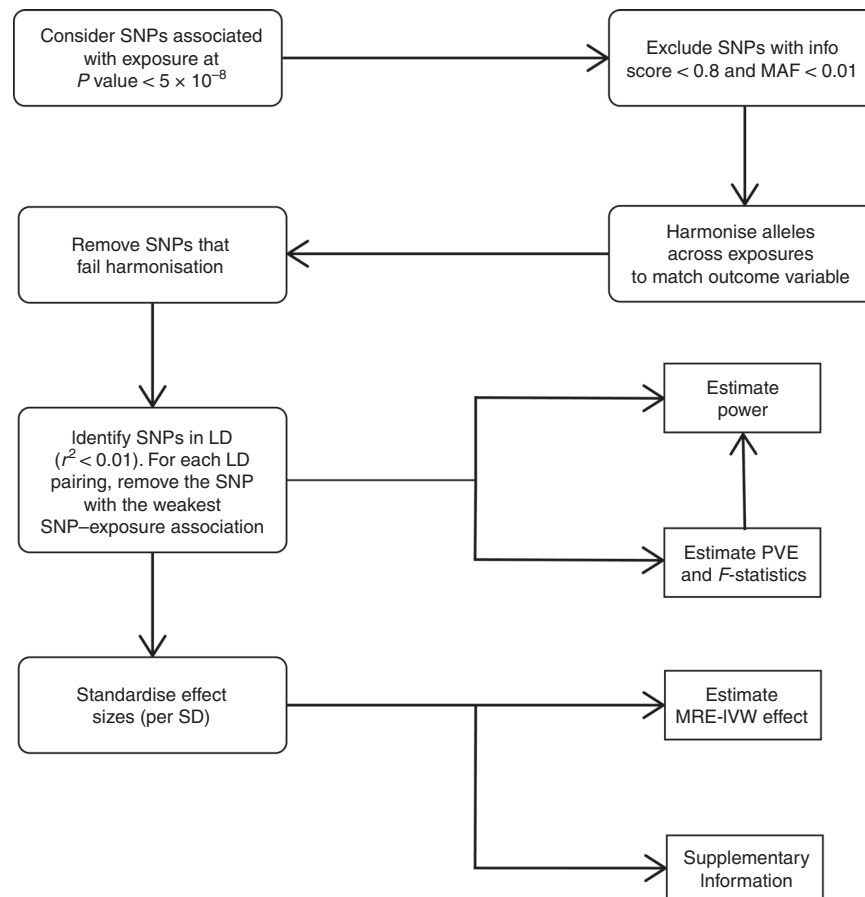 Consider SNPs associated
with exposure at
P value < 5 × 10⁻⁸
Exclude SNPs with info
score < 0.8 and MAF < 0.01
Harmonise alleles
across exposures
to match outcome variable
Remove SNPs that
fail harmonisation
Identify SNPs in LD
(r² < 0.01). For each LD
pairing, remove the SNP
with the weakest
SNP–exposure association
Estimate
power
Estimate PVE
and F-statistics
Standardise effect
sizes (per SD)
Estimate
MRE-IVW effect
Supplementary
Information